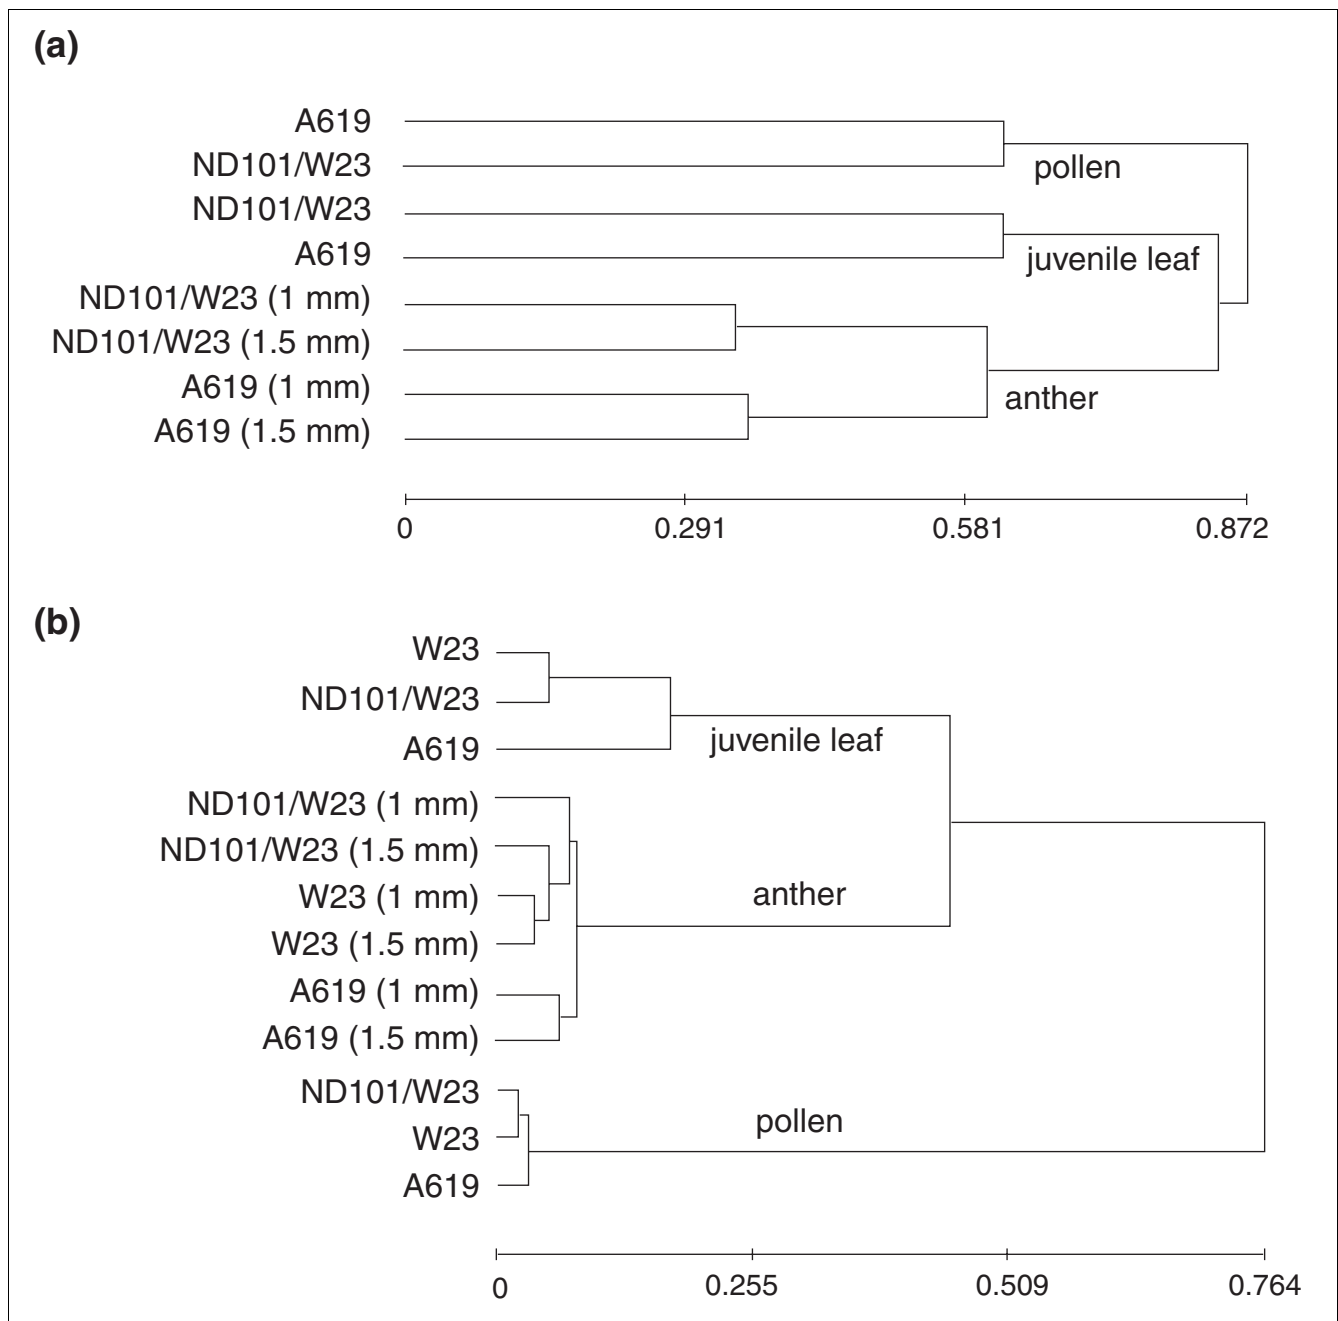 (a)
A619
ND101/W23
pollen
ND101/W23
A619
juvenile leaf
ND101/W23 (1 mm)
ND101/W23 (1.5 mm)
A619 (1 mm)
anther
A619 (1.5 mm)
0 0.291 0.581 0.872
(b)
W23
ND101/W23
A619
juvenile leaf
ND101/W23 (1 mm)
ND101/W23 (1.5 mm)
W23 (1 mm)
anther
W23 (1.5 mm)
A619 (1 mm)
A619 (1.5 mm)
ND101/W23
pollen
W23
A619
0 0.255 0.509 0.764